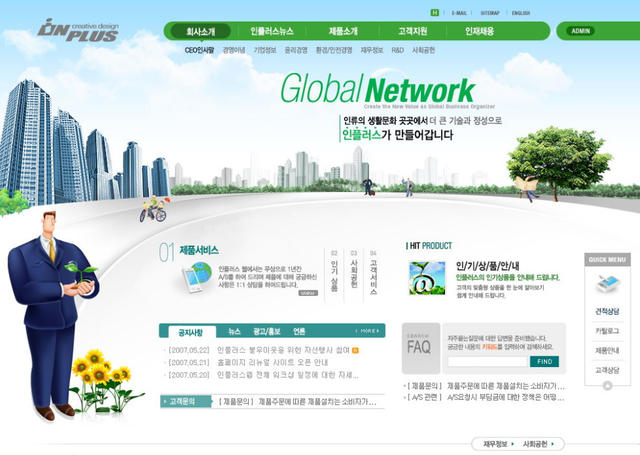 creative design
ÖN PLUS
H | E-MAIL | SITEMAP | ENGLISH
회사소개 인플러스뉴스 제품소개 고객지원 인재채용 ADMIN
CEO인사말 경영이념 기업정보 윤리경영 환경/안전경영 재무정보 R&D 사회공헌
Global Network
Create the New Value as Global Business Organizer
인류의 생활문화 곳곳에서 더 큰 기술과 정성으로
인플러스가 만들어갑니다
01 제품서비스
인플러스 웹에서는 무상으로 1년간
A/S를 하여 드리며 제품에 대해 궁금하신
사항은 1:1 상담을 하여드립니다.
02 인기상품
03 사회공헌
04 고객서비스
HIT PRODUCT
인/기/상/품/안/내
인플러스의 인기상품을 안내해 드립니다.
고객의 맞춤형 상품을 한 눈에 알아보기
쉽게 안내해 드립니다.
QUICK MENU
견적상담
카탈로그
제품안내
고객상담
공지사항 뉴스 광고/홍보 언론 MORE
[2007,05,22] 인플러스 불우이웃을 위한 자선행사 참여
[2007,05,21] 홈페이지 리뉴얼 사이트 오픈 안내
[2007,05,20] 인플러스웹 전체 워크샵 일정에 대한 자세...
고객문의 [ 제품문의 ] 제품주문에 따른 제품설치는 소비자가...
SEARCH
FAQ
자주묻는질문에 대한 답변을 준비했습니다.
궁금한 내용의 키워드를 입력하여 검색하세요.
FIND
[ 제품문의 ] 제품주문에 따른 제품설치는 소비자가 ...
[ A/S 관련 ] A/S요청시 부담금에 대한 정책은 어떻...
재무정보 사회공헌